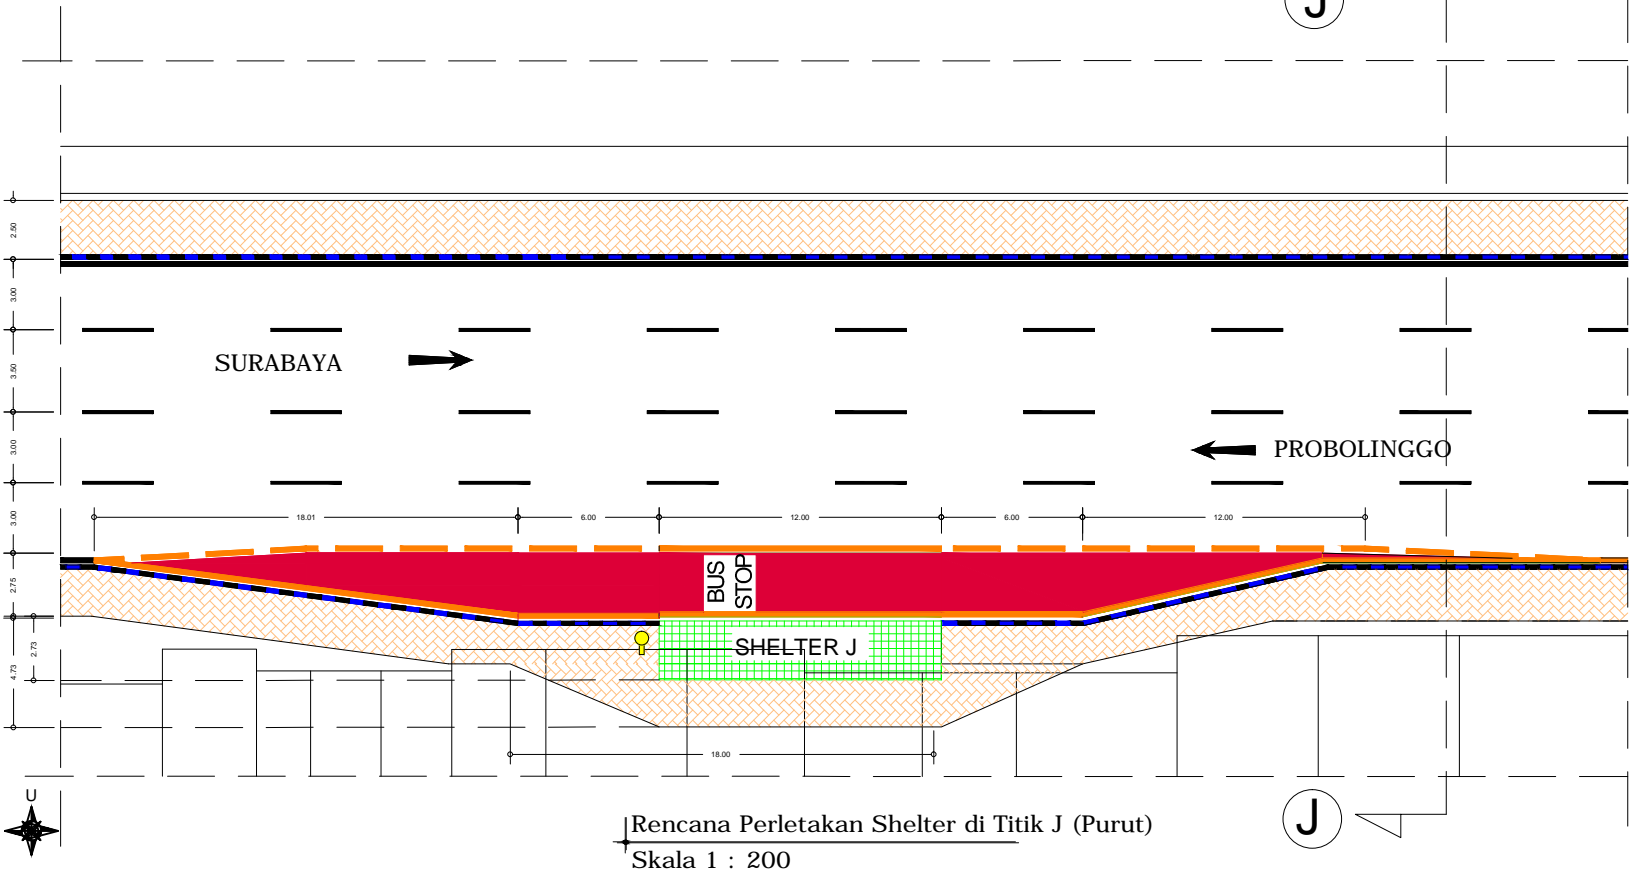 J
2.50
3.00
SURABAYA
3.50
3.00
PROBOLINGGO
3.00
18.01
6.00
12.00
6.00
12.00
2.75
BUS
STOP
2.73
4.73
SHELTER J
18.00
U
J
Rencana Perletakan Shelter di Titik J (Purut)
Skala 1 : 200